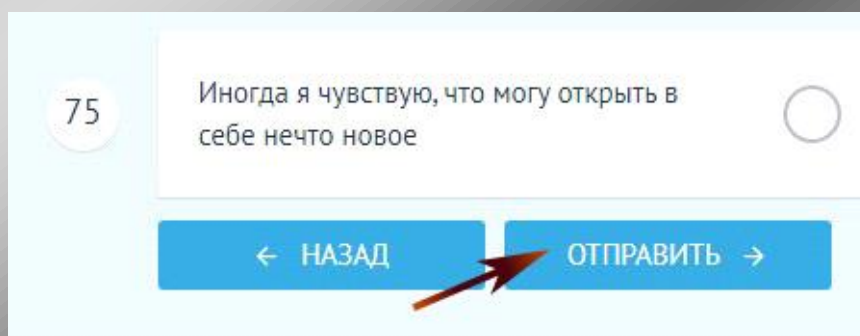 75
Иногда я чувствую, что могу открыть в
себе нечто новое
← НАЗАД
ОТПРАВИТЬ →